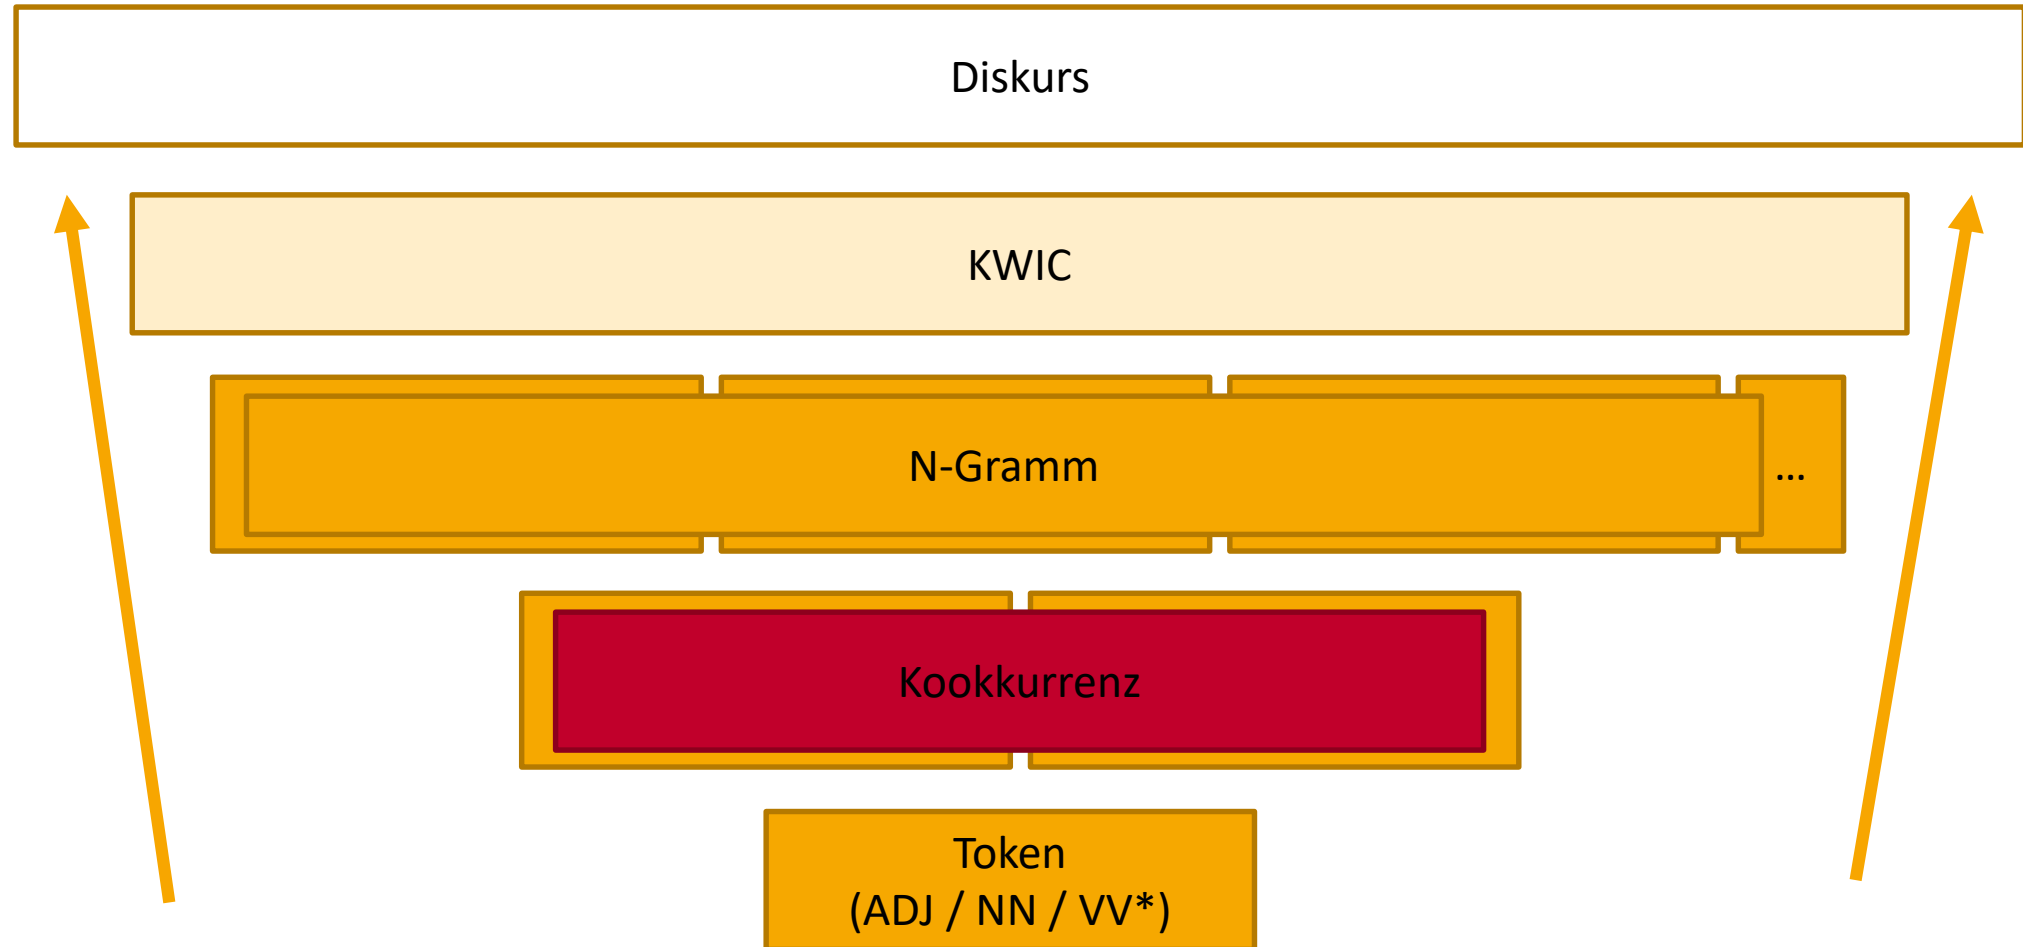 Diskurs
KWIC
N-Gramm
...
Kookkurrenz
Token
(ADJ / NN / VV*)